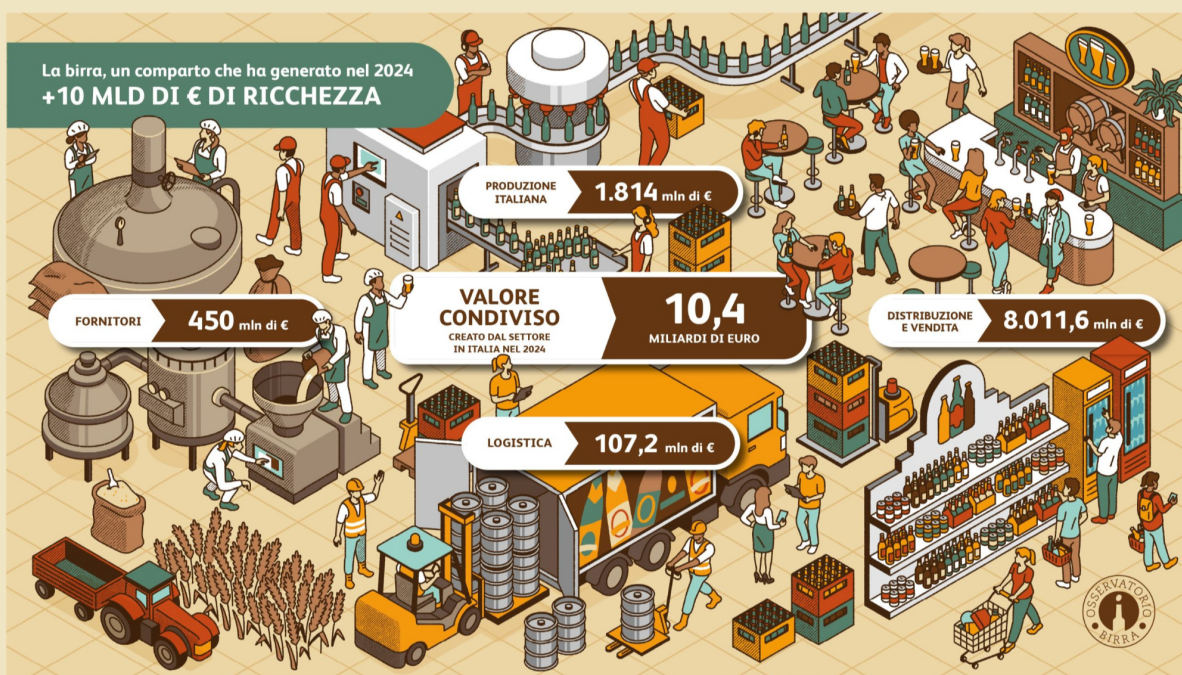 La birra, un comparto che ha generato nel 2024
+10 MLD DI € DI RICCHEZZA
PRODUZIONE
ITALIANA
1.814 mln di €
FORNITORI
450 mln di €
VALORE
CONDIVISO
CREATO DAL SETTORE
IN ITALIA NEL 2024
10,4
MILIARDI DI EURO
DISTRIBUZIONE
E VENDITA
8.011,6 mln di €
LOGISTICA
107,2 mln di €
OSSERVATORIO
BIRRA